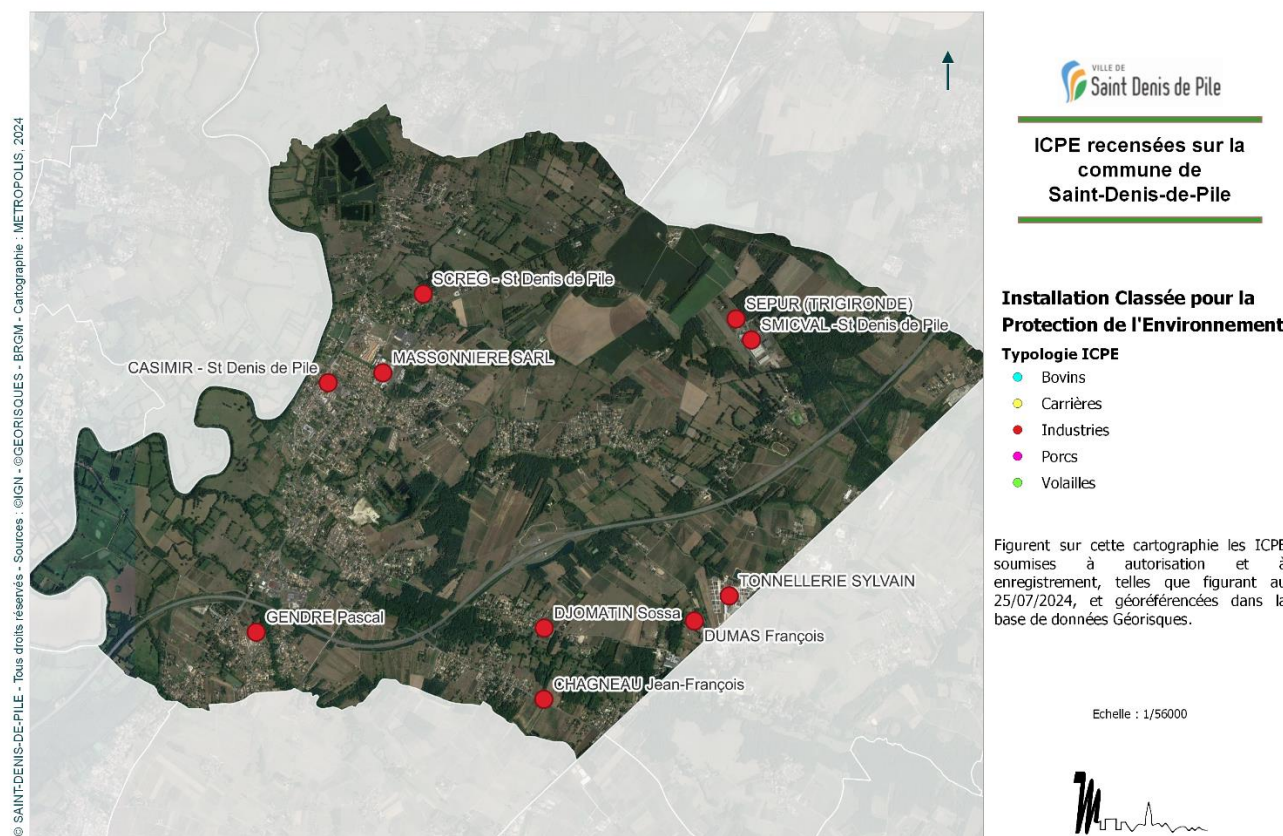 © SAINT-DENIS-DE-PILE - Tous droits réservés - Sources : ©IGN - ©GEORISQUES - BRGM - Cartographie : METROPOLIS, 2024
SCREG - St Denis de Pile
SEPUR (TRIGIRONDE)
SMICVAL -St Denis de Pile
MASSONNIERE SARL
CASIMIR - St Denis de Pile
TONNELLERIE SYLVAIN
GENDRE Pascal
DJOMATIN Sossa
DUMAS François
CHAGNEAU Jean-François
VILLE DE
Saint Denis de Pile
ICPE recensées sur la
commune de
Saint-Denis-de-Pile
Installation Classée pour la
Protection de l'Environnement
Typologie ICPE
Bovins
Carrières
Industries
Porcs
Volailles
Figurent sur cette cartographie les ICPE
soumises à autorisation et à
enregistrement, telles que figurant au
25/07/2024, et géoréférencées dans la
base de données Géorisques.
Echelle : 1/56000